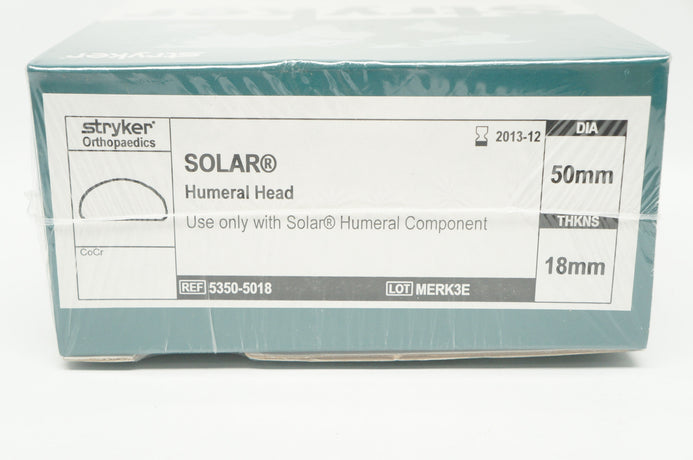 stryker
stryker
Orthopaedics
CoCr
SOLAR®
Humeral Head
Use only with Solar® Humeral Component
2013-12
REF 5350-5018
LOT MERK3E
DIA
50mm
THKNS
18mm